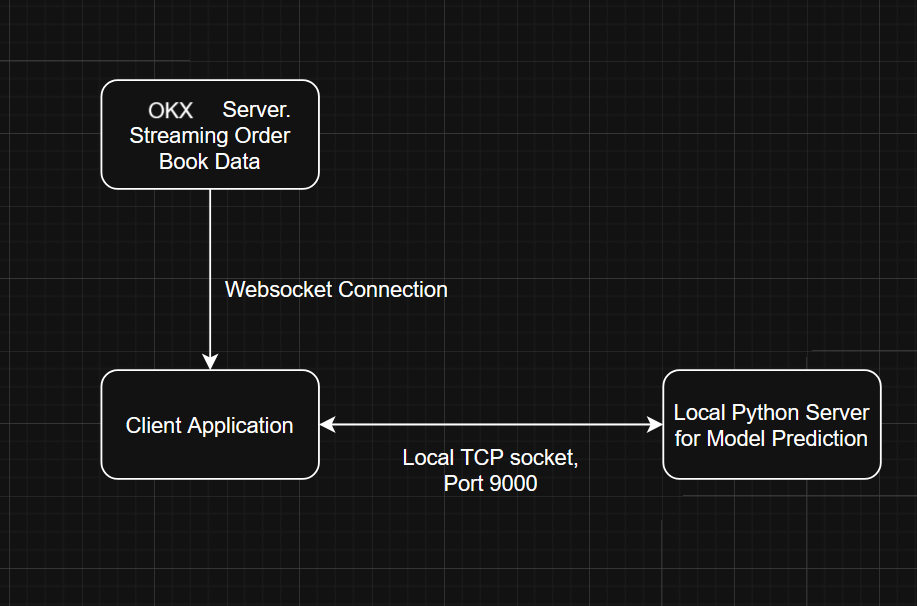 OKX Server.
Streaming Order
Book Data
Websocket Connection
Client Application
Local Python Server
for Model Prediction
Local TCP socket,
Port 9000